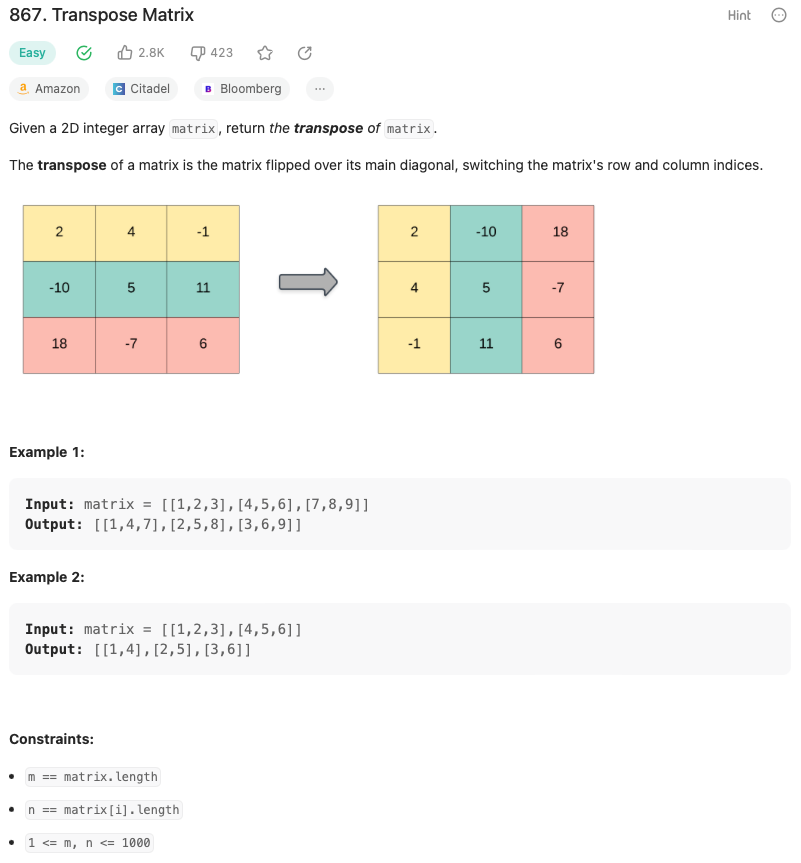 867. Transpose Matrix
Hint
Easy
2.8K
423
Amazon
Citadel
Bloomberg
...
Given a 2D integer array matrix, return the transpose of matrix.
The transpose of a matrix is the matrix flipped over its main diagonal, switching the matrix's row and column indices.
2 4 -1
-10 5 11
18 -7 6
2 -10 18
4 5 -7
-1 11 6
Example 1:
Input: matrix = [[1,2,3],[4,5,6],[7,8,9]]
Output: [[1,4,7],[2,5,8],[3,6,9]]
Example 2:
Input: matrix = [[1,2,3],[4,5,6]]
Output: [[1,4],[2,5],[3,6]]
Constraints:
• m == matrix.length
• n == matrix[i].length
• 1 <= m, n <= 1000